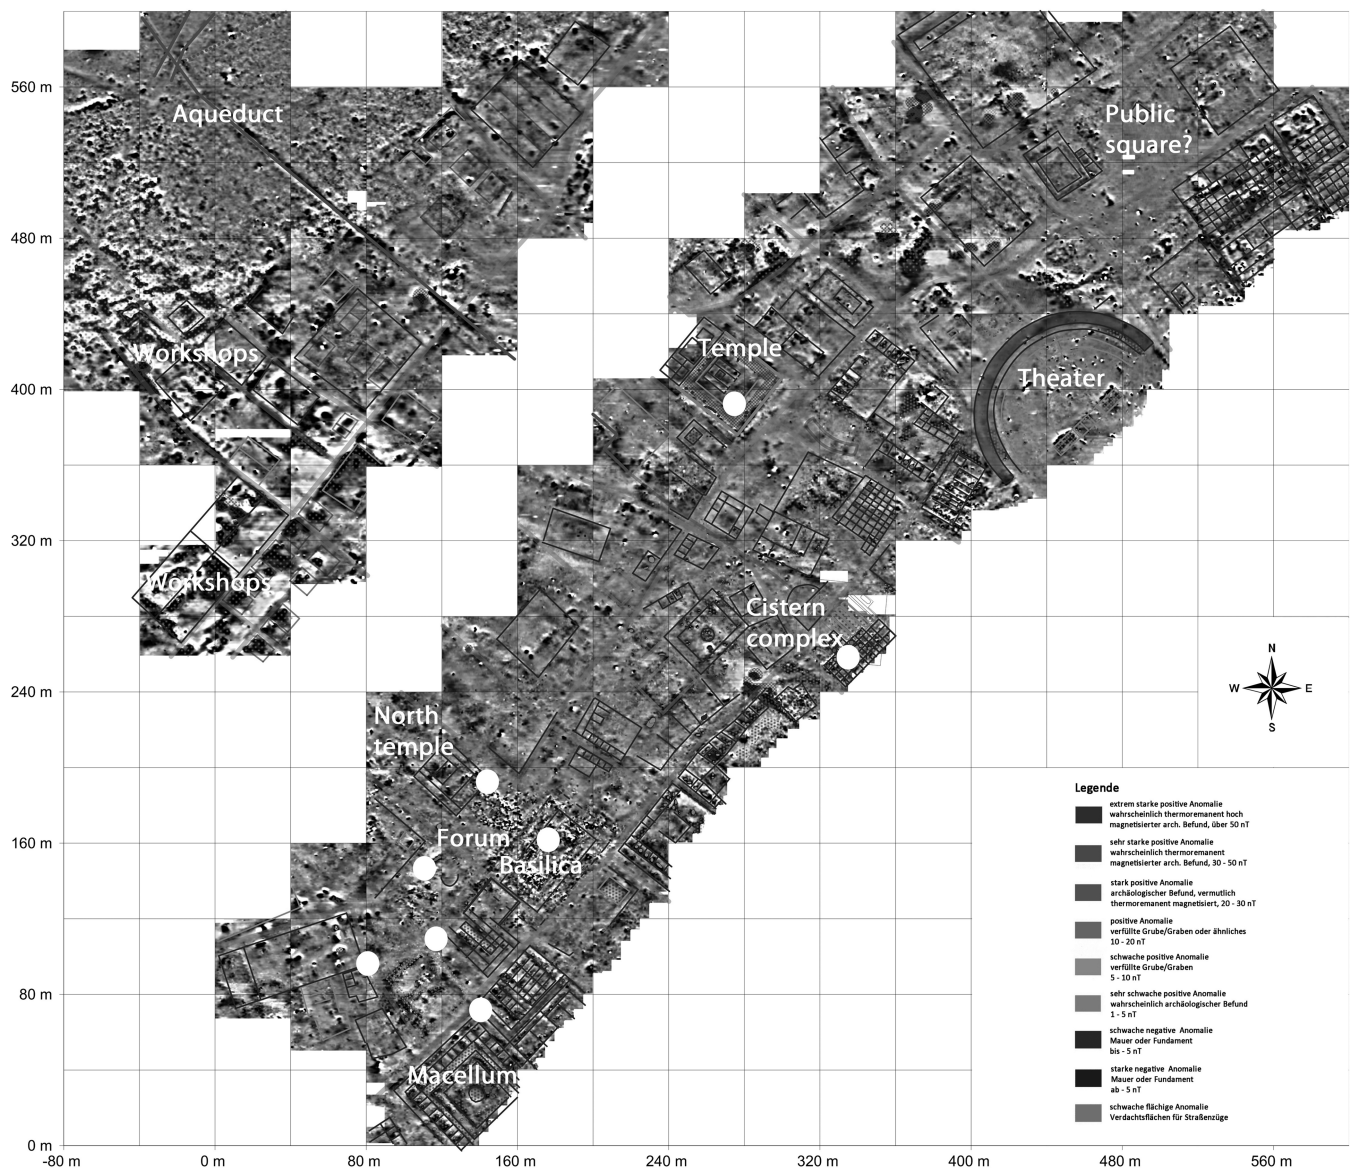 560 m
480 m
400 m
320 m
240 m
160 m
80 m
0 m
-80 m
0 m
80 m
160 m
240 m
320 m
400 m
480 m
560 m
Aqueduct
Public
square?
Workshops
Temple
Theater
Workshops
Cistern
complex
North
temple
Forum
Basilica
Macellum
N
W
E
S
Legende
extrem starke positive Anomalie
wahrscheinlich thermoremanent hoch
magnetisierter arch. Befund, über 50 nT
sehr starke positive Anomalie
wahrscheinlich thermoremanent
magnetisierter arch. Befund, 30 - 50 nT
stark positive Anomalie
archäologischer Befund, vermutlich
thermoremanent magnetisiert, 20 - 30 nT
positive Anomalie
verfüllte Grube/Graben oder ähnliches
10 - 20 nT
schwache positive Anomalie
verfüllte Grube/Graben
5 - 10 nT
sehr schwache positive Anomalie
wahrscheinlich archäologischer Befund
1 - 5 nT
schwache negative Anomalie
Mauer oder Fundament
bis - 5 nT
starke negative Anomalie
Mauer oder Fundament
ab - 5 nT
schwache flächige Anomalie
Verdachtsflächen für Straßenzüge